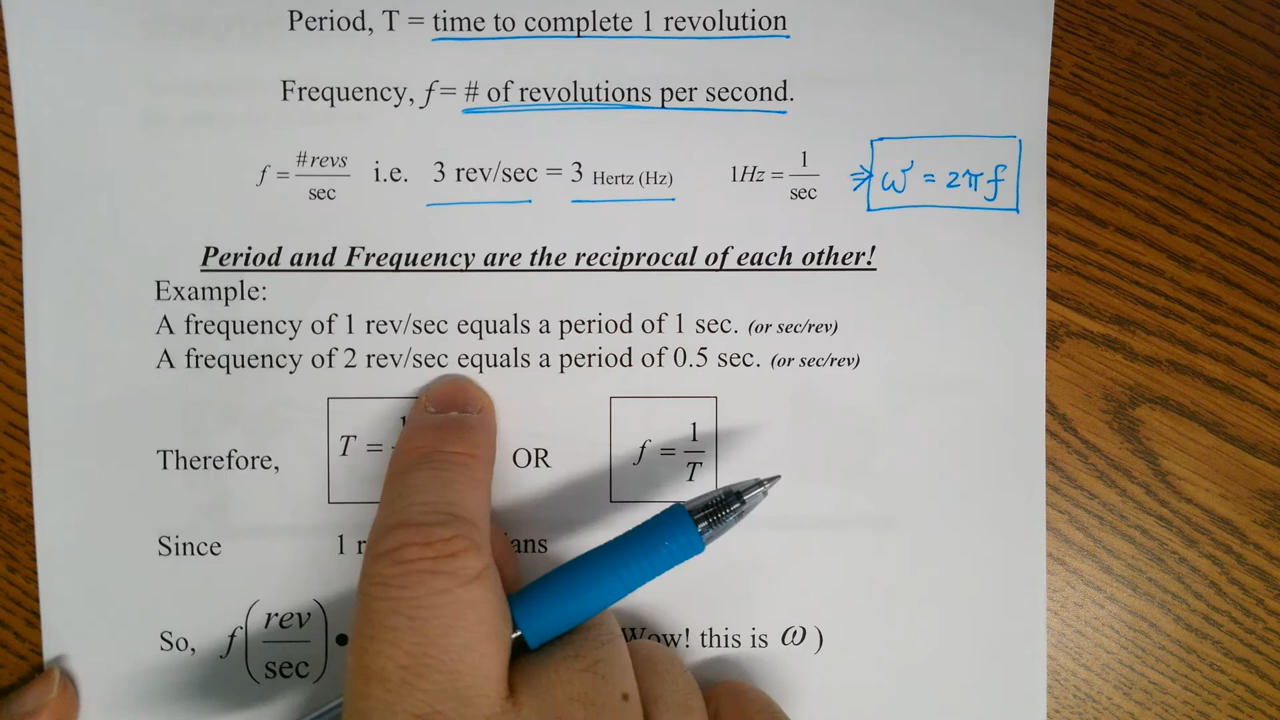 Period, T = time to complete 1 revolution
Frequency, f = # of revolutions per second.
f = #revs/sec i.e. 3 rev/sec = 3 Hertz (Hz) 1Hz = 1/sec ⇒ ω = 2πf
Period and Frequency are the reciprocal of each other!
Example:
A frequency of 1 rev/sec equals a period of 1 sec. (or sec/rev)
A frequency of 2 rev/sec equals a period of 0.5 sec. (or sec/rev)
Therefore, T = OR f = 1/T
Since 1
So, f(rev/sec) • Wow! this is ω )